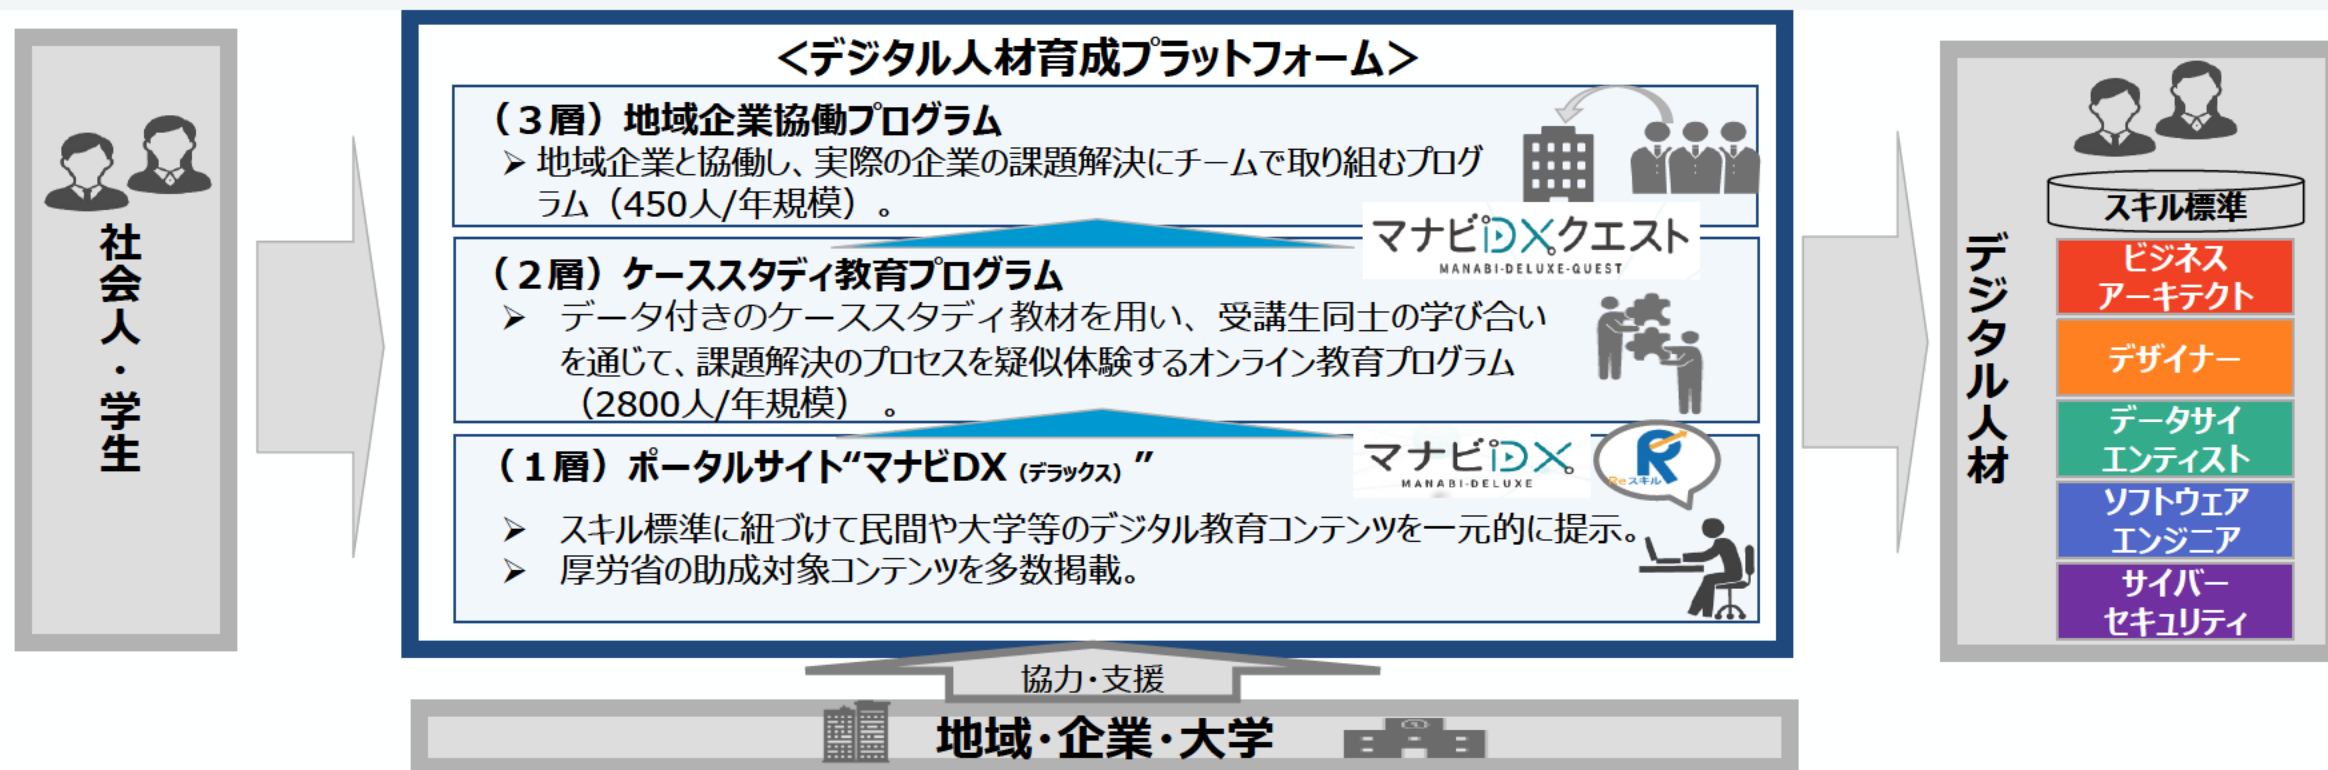 社会人・学生
＜デジタル人材育成プラットフォーム＞
（３層）地域企業協働プログラム
➢ 地域企業と協働し、実際の企業の課題解決にチームで取り組むプログ
ラム（450人/年規模）。
マナビDXクエスト
MANABI-DELUXE-QUEST
（２層）ケーススタディ教育プログラム
➢ データ付きのケーススタディ教材を用い、受講生同士の学び合い
を通じて、課題解決のプロセスを疑似体験するオンライン教育プログラム
（2800人/年規模）。
（１層）ポータルサイト“マナビDX（デラックス）”
マナビDX
MANABI-DELUXE
R
Reスキル
➢ スキル標準に紐づけて民間や大学等のデジタル教育コンテンツを一元的に提示。
➢ 厚労省の助成対象コンテンツを多数掲載。
協力・支援
地域・企業・大学
デジタル人材
スキル標準
ビジネス
アーキテクト
デザイナー
データサイ
エンティスト
ソフトウェア
エンジニア
サイバー
セキュリティ